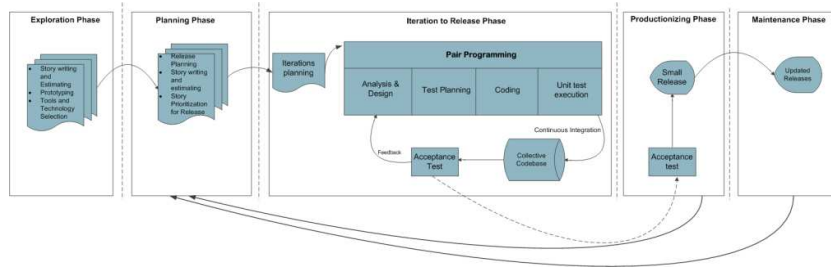 Exploration Phase
Story writing
and
Estimating
Prototyping
Tools and
Technology
Selection
Planning Phase
Release
Planning
Story writing
and
estimating
Story
Prioritization
for Release
Iteration to Release Phase
Iterations
planning
Pair Programming
Analysis &
Design
Test Planning
Coding
Unit test
execution
Continuous Integration
Feedback
Acceptance
Test
Collective
Codebase
Productionizing Phase
Small
Release
Acceptance
test
Maintenance Phase
Updated
Releases